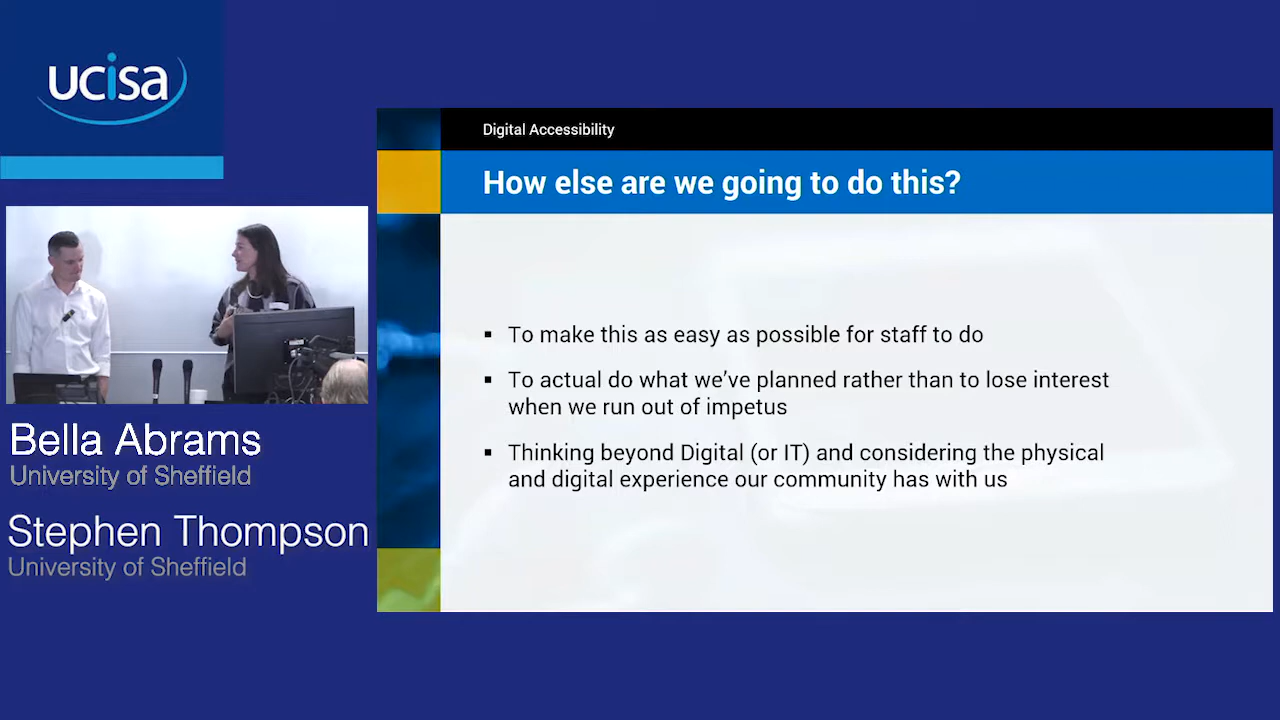 ucisa
Bella Abrams
University of Sheffield
Stephen Thompson
University of Sheffield
Digital Accessibility
How else are we going to do this?
▪ To make this as easy as possible for staff to do
▪ To actual do what we’ve planned rather than to lose interest
when we run out of impetus
▪ Thinking beyond Digital (or IT) and considering the physical
and digital experience our community has with us